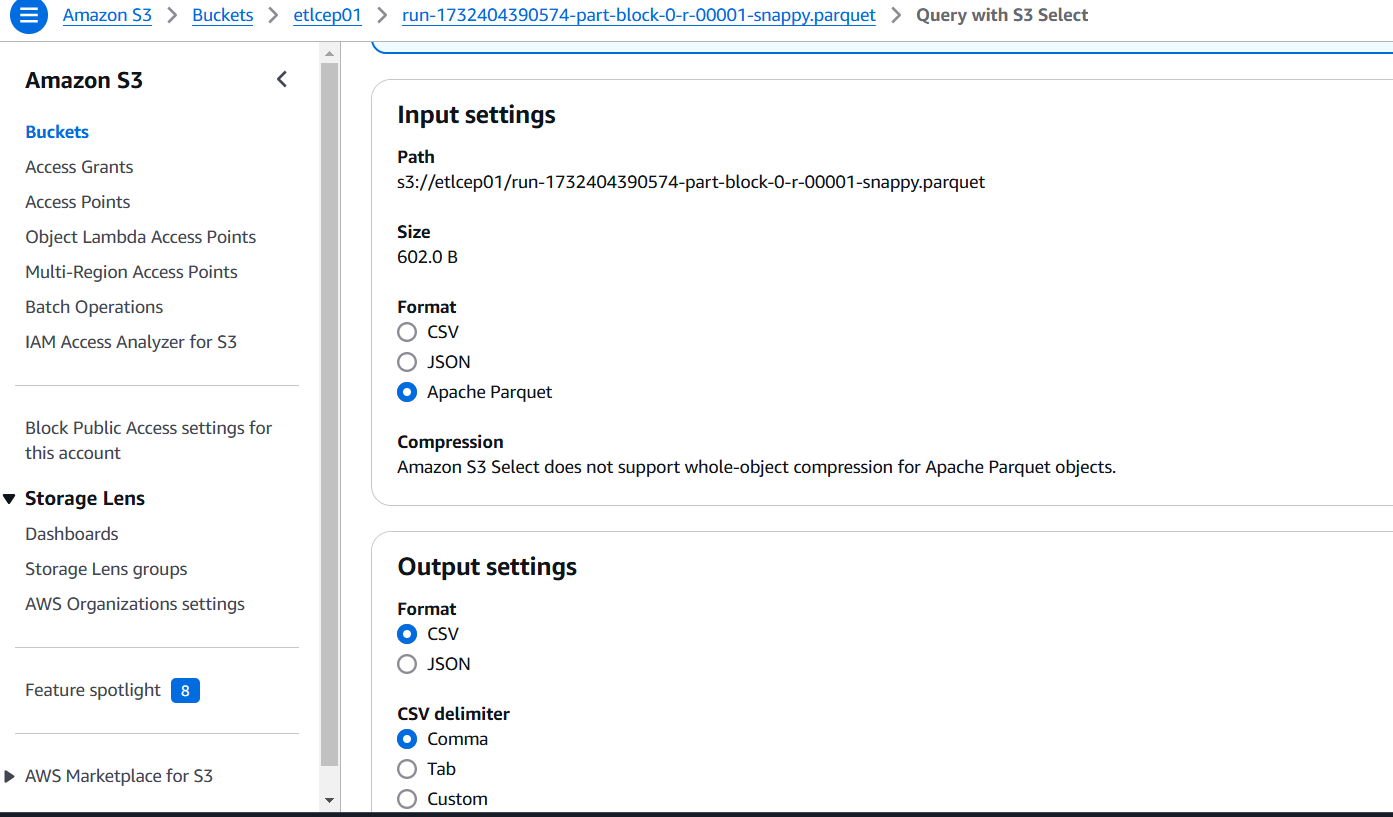 Amazon S3 > Buckets > etlcep01 > run-1732404390574-part-block-0-r-00001-snappy.parquet > Query with S3 Select
Amazon S3
Buckets
Access Grants
Access Points
Object Lambda Access Points
Multi-Region Access Points
Batch Operations
IAM Access Analyzer for S3
Block Public Access settings for
this account
Storage Lens
Dashboards
Storage Lens groups
AWS Organizations settings
Feature spotlight 8
AWS Marketplace for S3
Input settings
Path
s3://etlcep01/run-1732404390574-part-block-0-r-00001-snappy.parquet
Size
602.0 B
Format
CSV
JSON
Apache Parquet
Compression
Amazon S3 Select does not support whole-object compression for Apache Parquet objects.
Output settings
Format
CSV
JSON
CSV delimiter
Comma
Tab
Custom